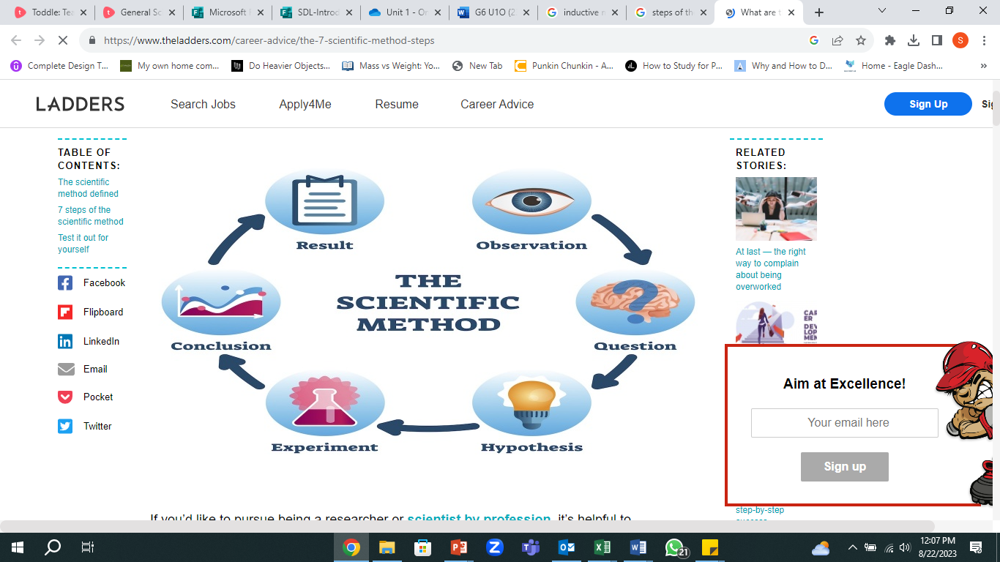 Toddle: Tea
General Sc
Microsoft F
SDL-Introd
Unit 1 - Or
G6 U1O (2
inductive r
steps of th
What are t
https://www.theladders.com/career-advice/the-7-scientific-method-steps
S
Complete Design T...
My own home com...
Do Heavier Objects...
Mass vs Weight: Yo...
New Tab
Punkin Chunkin - A...
How to Study for P...
Why and How to D...
Home - Eagle Dash...
»
LADDERS
Search Jobs
Apply4Me
Resume
Career Advice
Sign Up
Sig
TABLE OF
CONTENTS:
The scientific
method defined
7 steps of the
scientific method
Test it out for
yourself
Facebook
Flipboard
LinkedIn
Email
Pocket
Twitter
Result
Observation
THE
SCIENTIFIC
METHOD
Conclusion
Question
Experiment
Hypothesis
If you'd like to pursue being a researcher or scientist by profession, it's helpful to
RELATED
STORIES:
At last — the right
way to complain
about being
overworked
CAR
ER
DEV
LOP
MEN
Aim at Excellence!
Your email here
Sign up
step-by-step
success
21
12:07 PM
8/22/2023